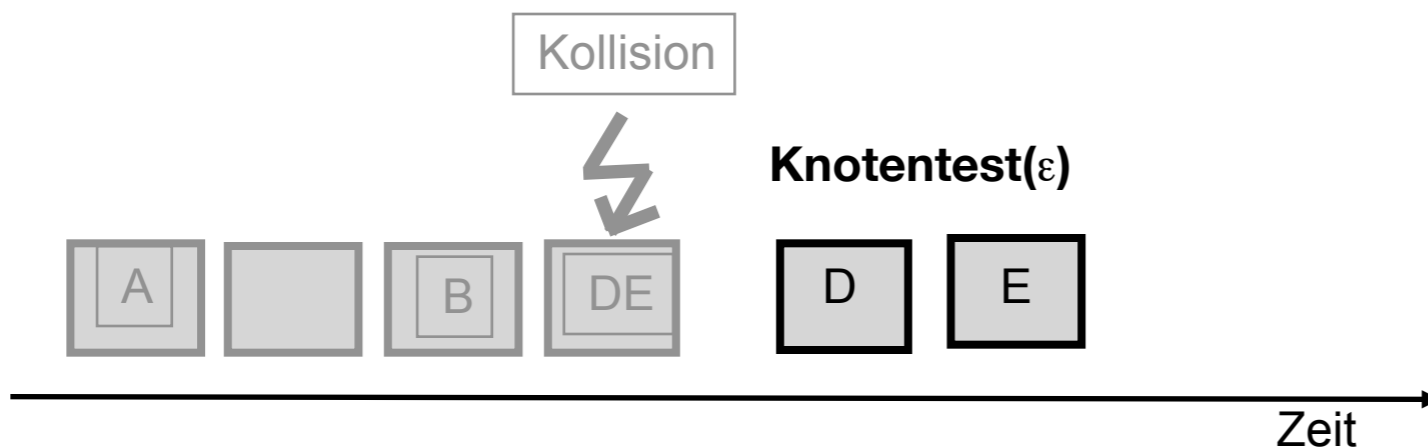 Kollision
Knotentest(ε)
A B DE D E
Zeit